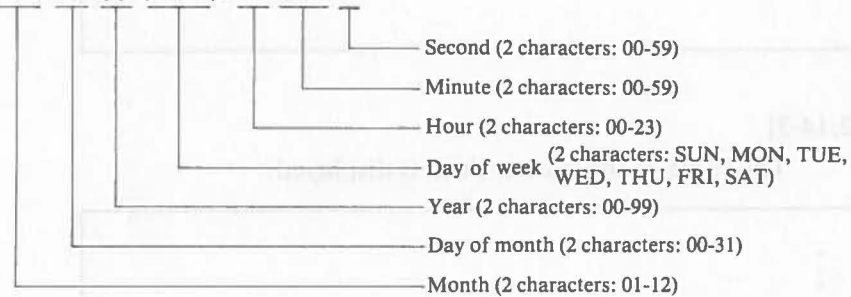 Second (2 characters: 00-59)
Minute (2 characters: 00-59)
Hour (2 characters: 00-23)
Day of week (2 characters: SUN, MON, TUE,
WED, THU, FRI, SAT)
Year (2 characters: 00-99)
Day of month (2 characters: 00-31)
Month (2 characters: 01-12)